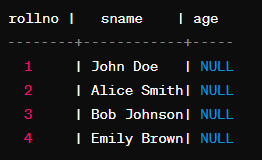 rollno | sname | age
--------+------------+-----
1 | John Doe | NULL
2 | Alice Smith| NULL
3 | Bob Johnson| NULL
4 | Emily Brown| NULL